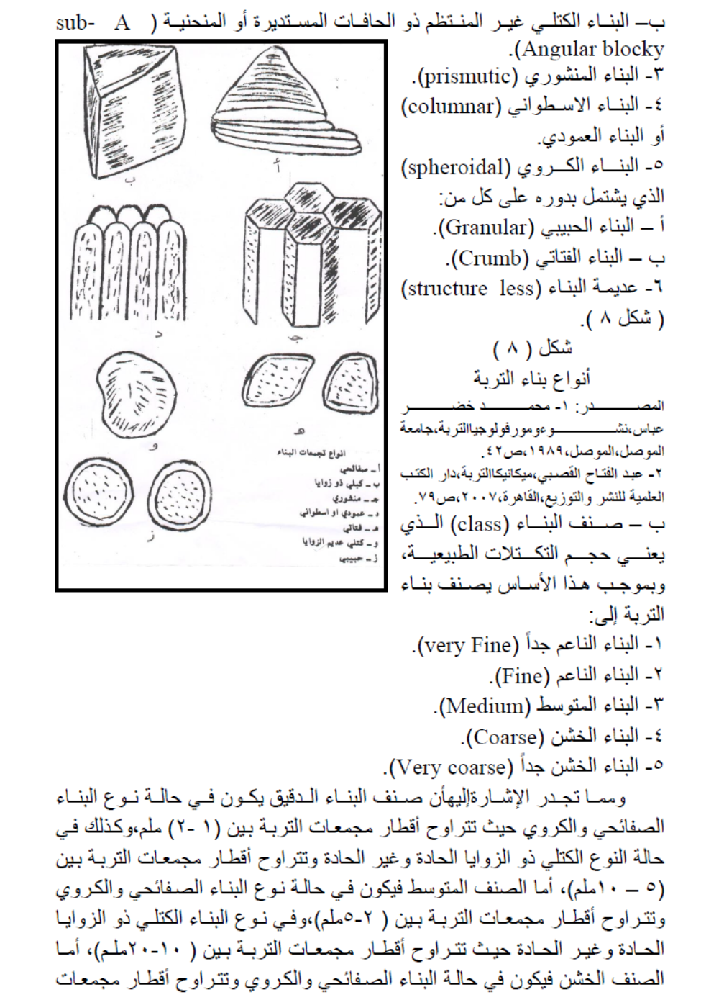 ب– البناء الكتلي غير المنتظم ذو الحافات المستديرة أو المنحنية ( sub- A
Angular blocky).
٣- البناء المنشوري (prismutic).
٤- البناء الاسطواني (columnar)
أو البناء العمودي.
٥- البناء الكروي (spheroidal)
الذي يشتمل بدوره على كل من:
أ – البناء الحبيبي (Granular).
ب – البناء الفتاتي (Crumb).
٦- عديمة البناء (structure less)
( شكل ٨ ).
شكل ( ٨ )
أنواع بناء التربة
المصدر: ١- محمد خضر
عباس،نشوءومورفولوجياالتربة،جامعة
الموصل،الموصل،١٩٨٩،ص٤٢.
٢- عبد الفتاح القصبي،ميكانيكاالتربة،دار الكتب
العلمية للنشر والتوزيع،القاهرة،٢٠٠٧،ص٧٩.
أ
ب
جـ
د
هـ
و
ز
انواع تجمعات البناء
أ ـ صفائحي
ب ـ كبلي ذو زوايا
جـ ـ منشوري
د ـ عمودي او اسطواني
هـ ـ فتاتي
و ـ كتلي عديم الزوايا
ز ـ حبيبي
ب – صنف البناء (class) الذي
يعني حجم التكتلات الطبيعية،
وبموجب هذا الأساس يصنف بناء
التربة إلى:
١- البناء الناعم جداً (very Fine).
٢- البناء الناعم (Fine).
٣- البناء المتوسط (Medium).
٤- البناء الخشن (Coarse).
٥- البناء الخشن جداً (Very coarse).
ومما تجدر الإشارةإليهأن صنف البناء الدقيق يكون في حالة نوع البناء
الصفائحي والكروي حيث تتراوح أقطار مجمعات التربة بين (١ -٢) ملم،وكذلك في
حالة النوع الكتلي ذو الزوايا الحادة وغير الحادة وتتراوح أقطار مجمعات التربة بين
(٥ – ١٠ملم)، أما الصنف المتوسط فيكون في حالة نوع البناء الصفائحي والكروي
وتتراوح أقطار مجمعات التربة بين ( ٢-٥ملم)،وفي نوع البناء الكتلي ذو الزوايا
الحادة وغير الحادة حيث تتراوح أقطار مجمعات التربة بين ( ١٠-٢٠ملم)، أما
الصنف الخشن فيكون في حالة البناء الصفائحي والكروي وتتراوح أقطار مجمعات